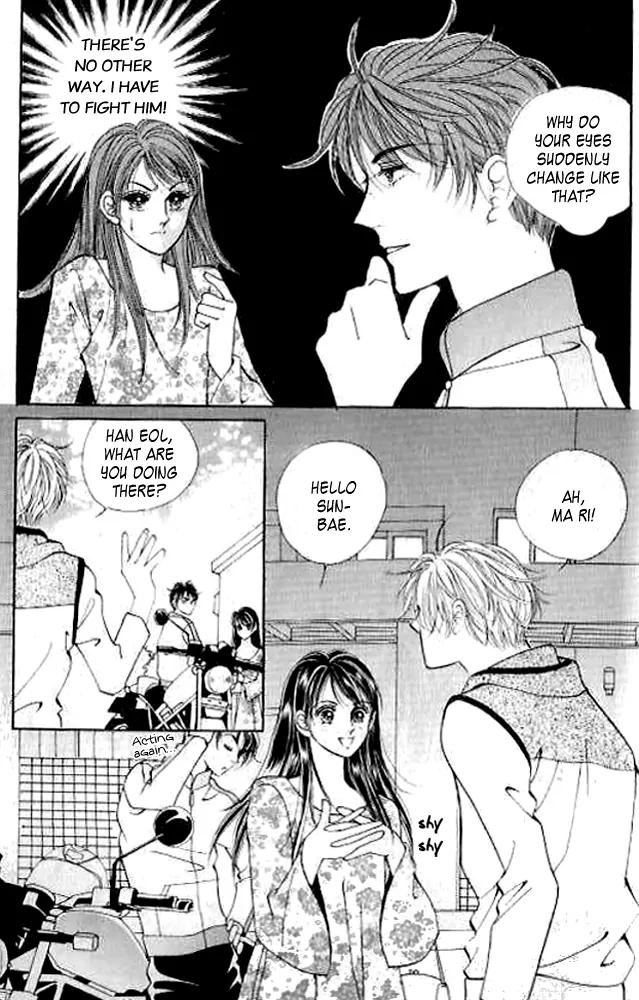 THERE'S
NO OTHER
WAY. I HAVE
TO FIGHT HIM!
WHY DO
YOUR EYES
SUDDENLY
CHANGE LIKE
THAT?
HAN EOL,
WHAT ARE
YOU DOING
THERE?
HELLO
SUN-
BAE.
AH,
MA RI!
Acting
again!...
shy
shy